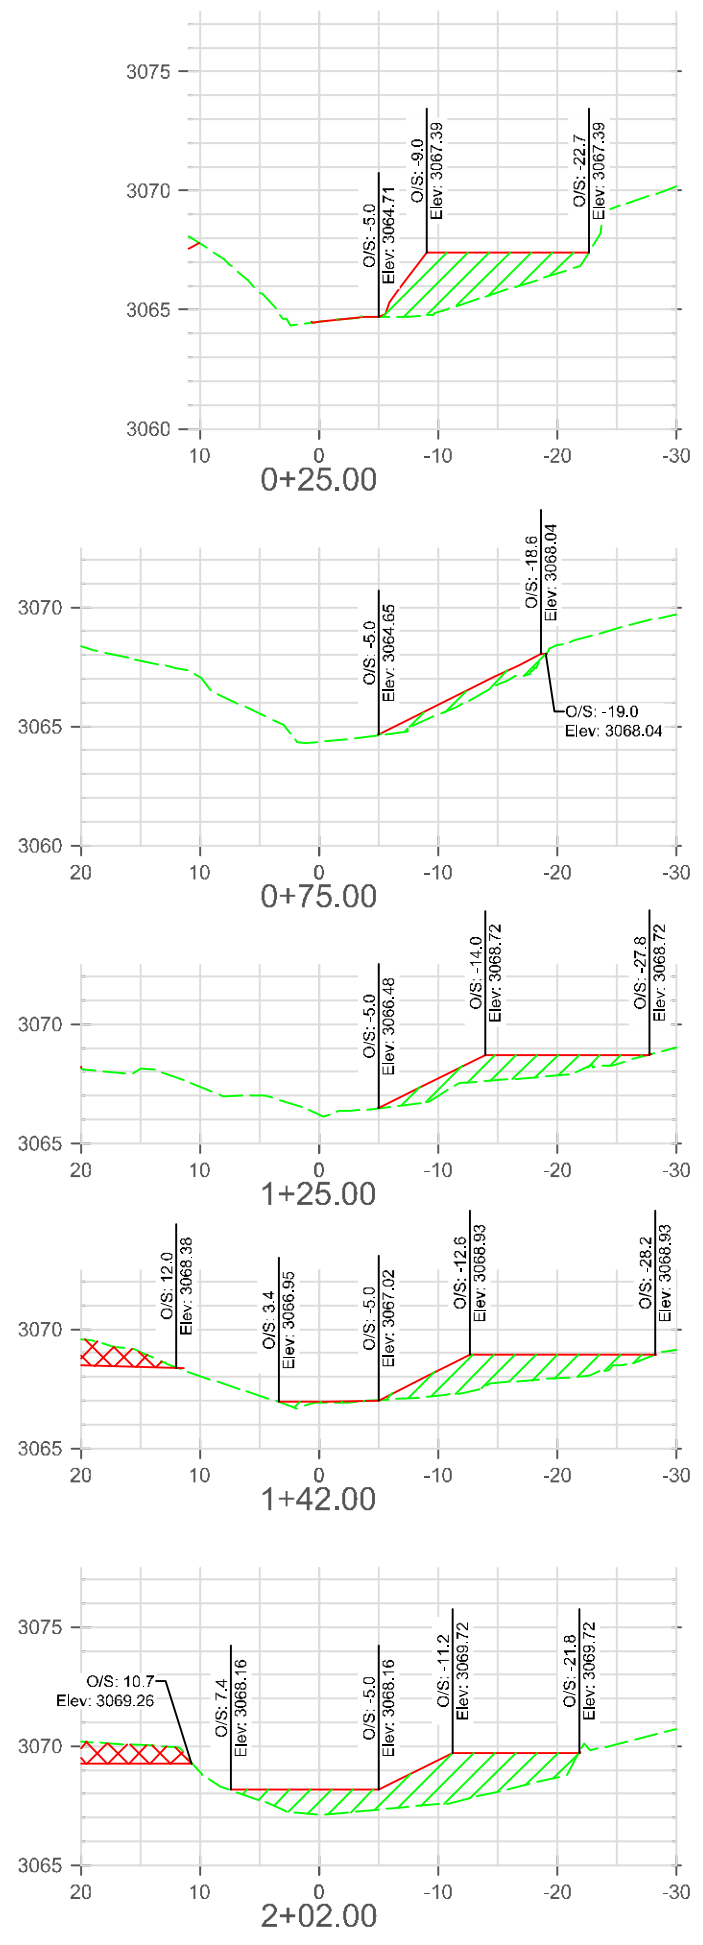 3075
O/S: -9.0
Elev: 3067.39
O/S: -22.7
Elev: 3067.39
3070
O/S: -5.0
Elev: 3064.71
3065
3060
10
0
-10
-20
-30
0+25.00
O/S: -18.6
Elev: 3068.04
3070
O/S: -5.0
Elev: 3064.65
O/S: -19.0
Elev: 3068.04
3065
3060
20
10
0
-10
-20
-30
0+75.00
O/S: -14.0
Elev: 3068.72
O/S: -27.8
Elev: 3068.72
O/S: -5.0
Elev: 3066.48
3070
3065
20
10
0
-10
-20
-30
1+25.00
O/S: 12.0
Elev: 3068.38
O/S: 3.4
Elev: 3066.95
O/S: -5.0
Elev: 3067.02
O/S: -12.6
Elev: 3068.93
O/S: -28.2
Elev: 3068.93
3070
3065
20
10
0
-10
-20
-30
1+42.00
3075
O/S: 10.7
Elev: 3069.26
O/S: 7.4
Elev: 3068.16
O/S: -5.0
Elev: 3068.16
O/S: -11.2
Elev: 3069.72
O/S: -21.8
Elev: 3069.72
3070
3065
20
10
0
-10
-20
-30
2+02.00